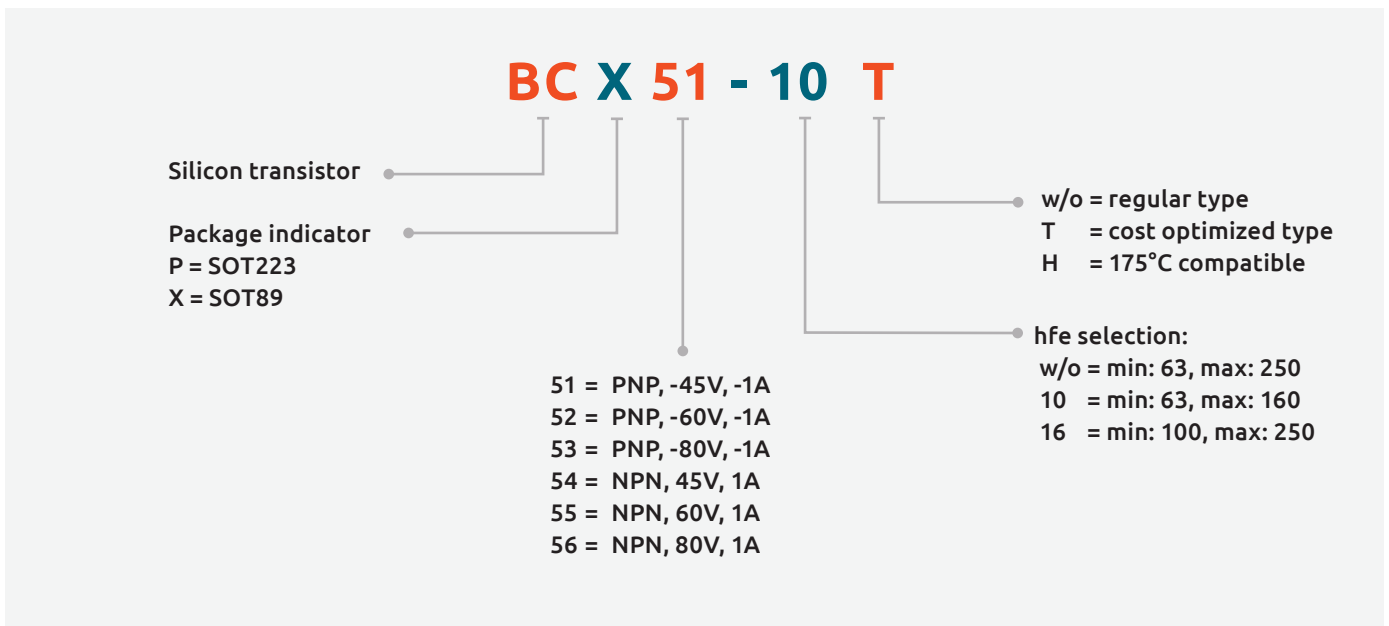 BC X 51 - 10 T
Silicon transistor
Package indicator
P = SOT223
X = SOT89
51 = PNP, -45V, -1A
52 = PNP, -60V, -1A
53 = PNP, -80V, -1A
54 = NPN, 45V, 1A
55 = NPN, 60V, 1A
56 = NPN, 80V, 1A
w/o = regular type
T = cost optimized type
H = 175°C compatible
hfe selection:
w/o = min: 63, max: 250
10 = min: 63, max: 160
16 = min: 100, max: 250